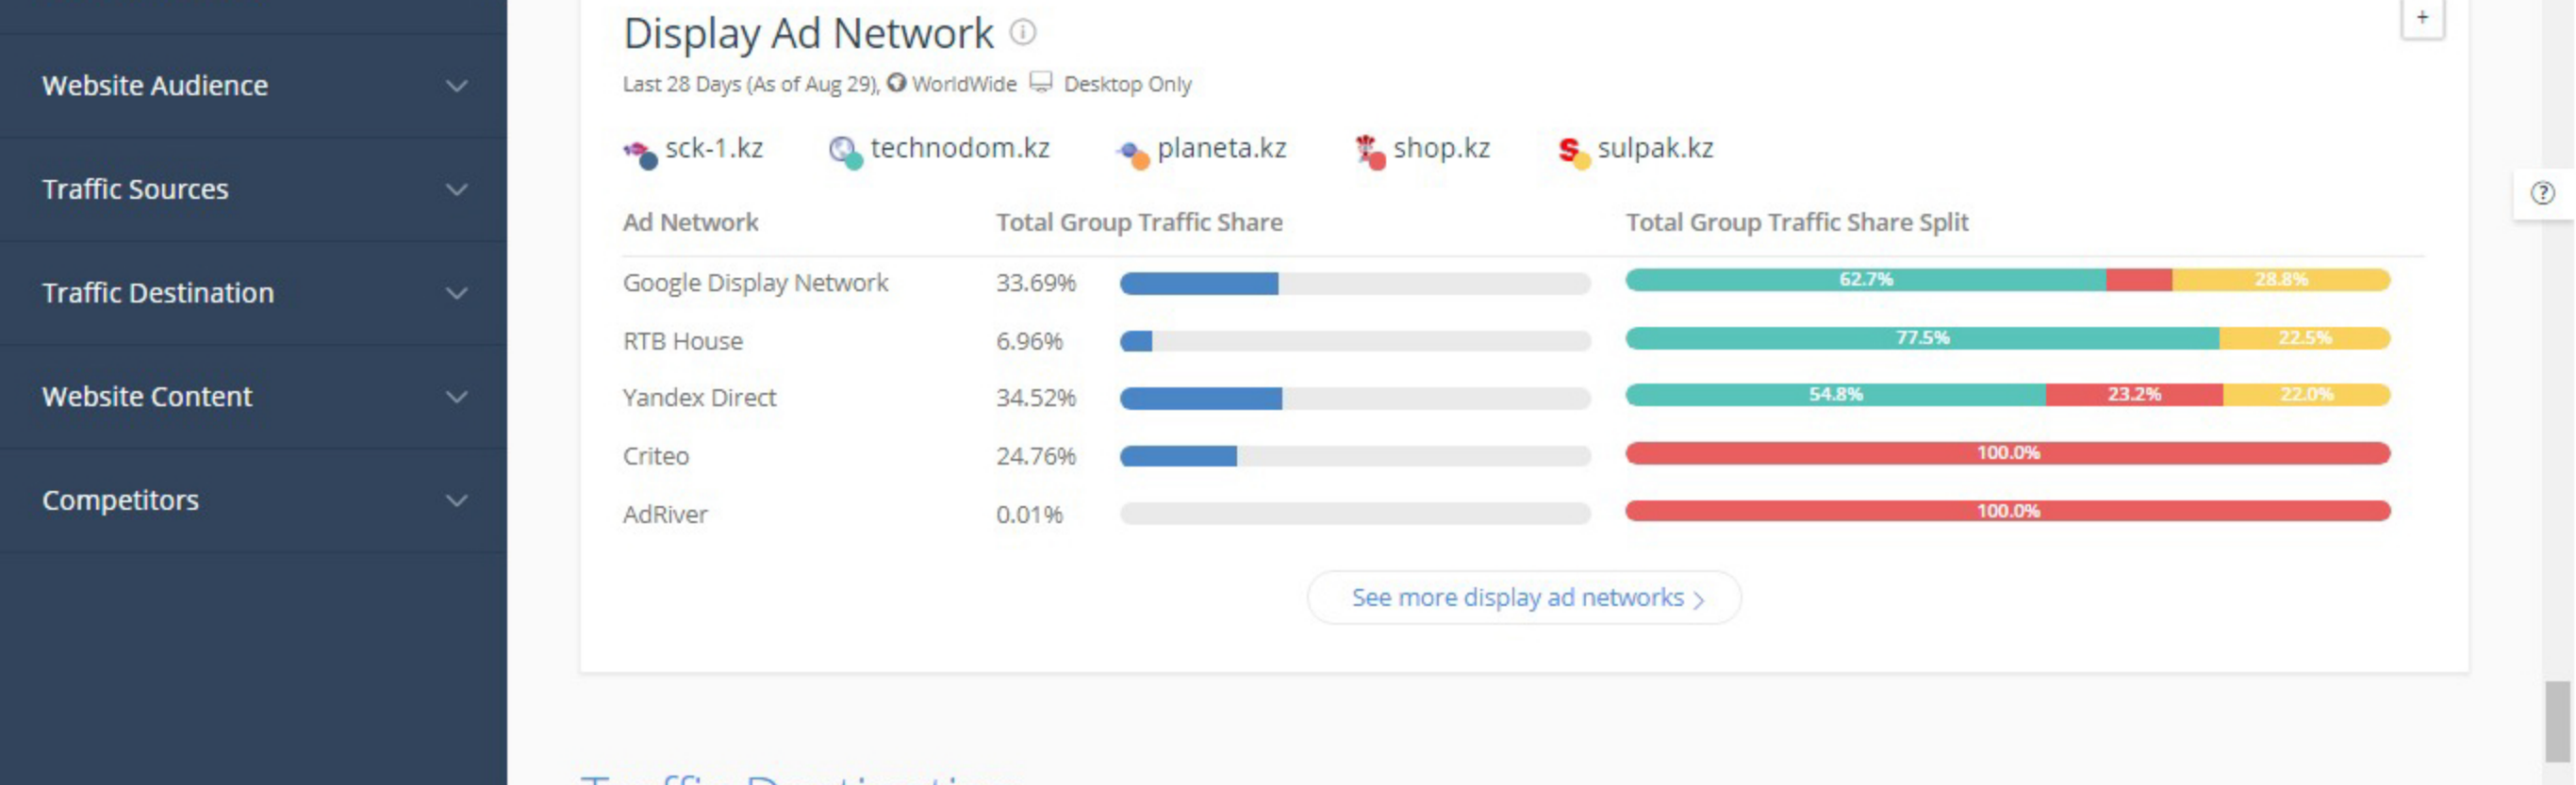 Website Audience
Traffic Sources
Traffic Destination
Website Content
Competitors
Display Ad Network
+
Last 28 Days (As of Aug 29), WorldWide Desktop Only
sck-1.kz technodom.kz planeta.kz shop.kz sulpak.kz
Ad Network Total Group Traffic Share Total Group Traffic Share Split
Google Display Network 33.69% 62.7% 28.8%
RTB House 6.96% 77.5% 22.5%
Yandex Direct 34.52% 54.8% 23.2% 22.0%
Criteo 24.76% 100.0%
AdRiver 0.01% 100.0%
See more display ad networks >
?